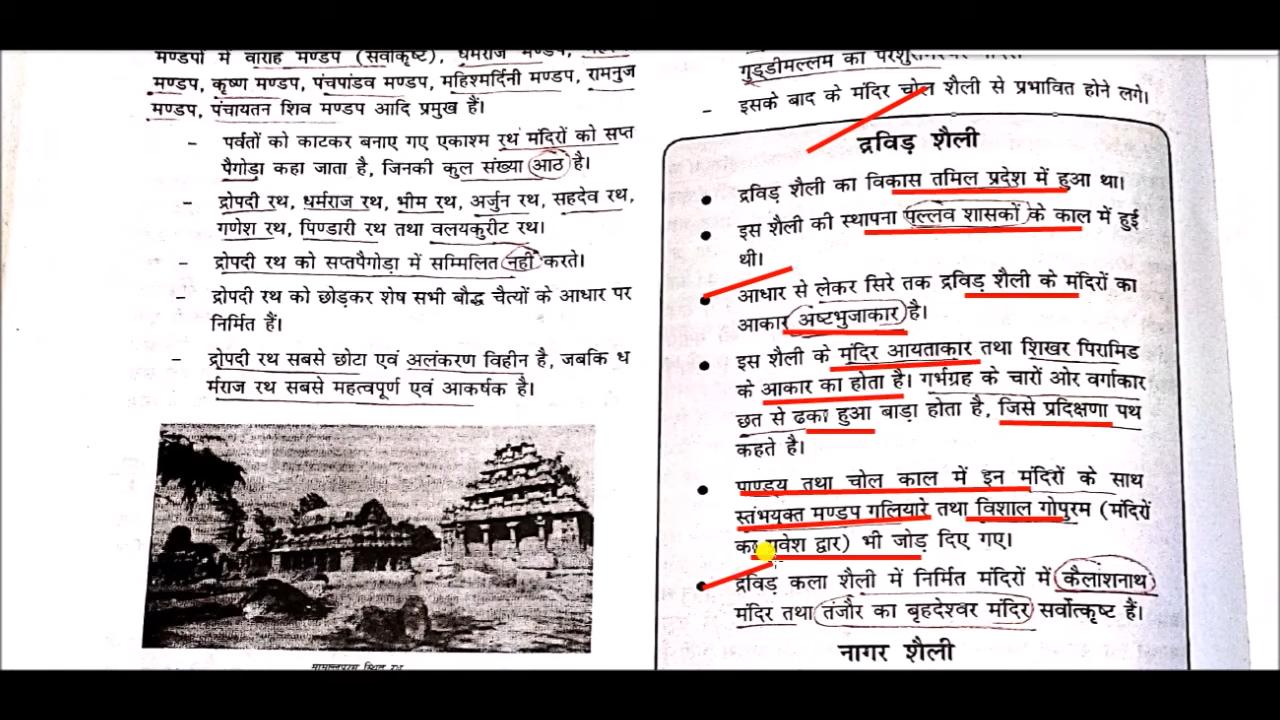 मण्डपों में वाराह मण्डप (सर्वोकृष्ट), धर्मराज मण्डप,
मण्डप, कृष्ण मण्डप, पंचपांडव मण्डप, महिश्मर्दिनी मण्डप, रामनुज
मण्डप, पंचायतन शिव मण्डप आदि प्रमुख हैं।
– पर्वतों को काटकर बनाए गए एकाश्म रथ मंदिरों को सप्त
पैगोड़ा कहा जाता है, जिनकी कुल संख्या आठ है।
– द्रोपदी रथ, धर्मराज रथ, भीम रथ, अर्जुन रथ, सहदेव रथ,
गणेश रथ, पिण्डारी रथ तथा वलयकुरीट रथ।
– द्रोपदी रथ को सप्तपैगोड़ा में सम्मिलित नहीं करते।
– द्रोपदी रथ को छोड़कर शेष सभी बौद्ध चैत्यों के आधार पर
निर्मित हैं।
– द्रोपदी रथ सबसे छोटा एवं अलंकरण विहीन है, जबकि ध
र्मराज रथ सबसे महत्वपूर्ण एवं आकर्षक है।
मामल्लपुरम स्थित रथ
गुड्डीमल्लम का
– इसके बाद के मंदिर चोल शैली से प्रभावित होने लगे।
द्रविड़ शैली
• द्रविड़ शैली का विकास तमिल प्रदेश में हुआ था।
• इस शैली की स्थापना पल्लव शासकों के काल में हुई
थी।
• आधार से लेकर सिरे तक द्रविड़ शैली के मंदिरों का
आकार अष्टभुजाकार है।
• इस शैली के मंदिर आयताकार तथा शिखर पिरामिड
के आकार का होता है। गर्भग्रह के चारों ओर वर्गाकार
छत से ढका हुआ बाड़ा होता है, जिसे प्रदिक्षणा पथ
कहते है।
• पाण्ड्य तथा चोल काल में इन मंदिरों के साथ
स्तंभयुक्त मण्डप गलियारे तथा विशाल गोपुरम (मंदिरों
का प्रवेश द्वार) भी जोड़ दिए गए।
• द्रविड़ कला शैली में निर्मित मंदिरों में कैलाशनाथ
मंदिर तथा तंजौर का बृहदेश्वर मंदिर सर्वोत्कृष्ट हैं।
नागर शैली